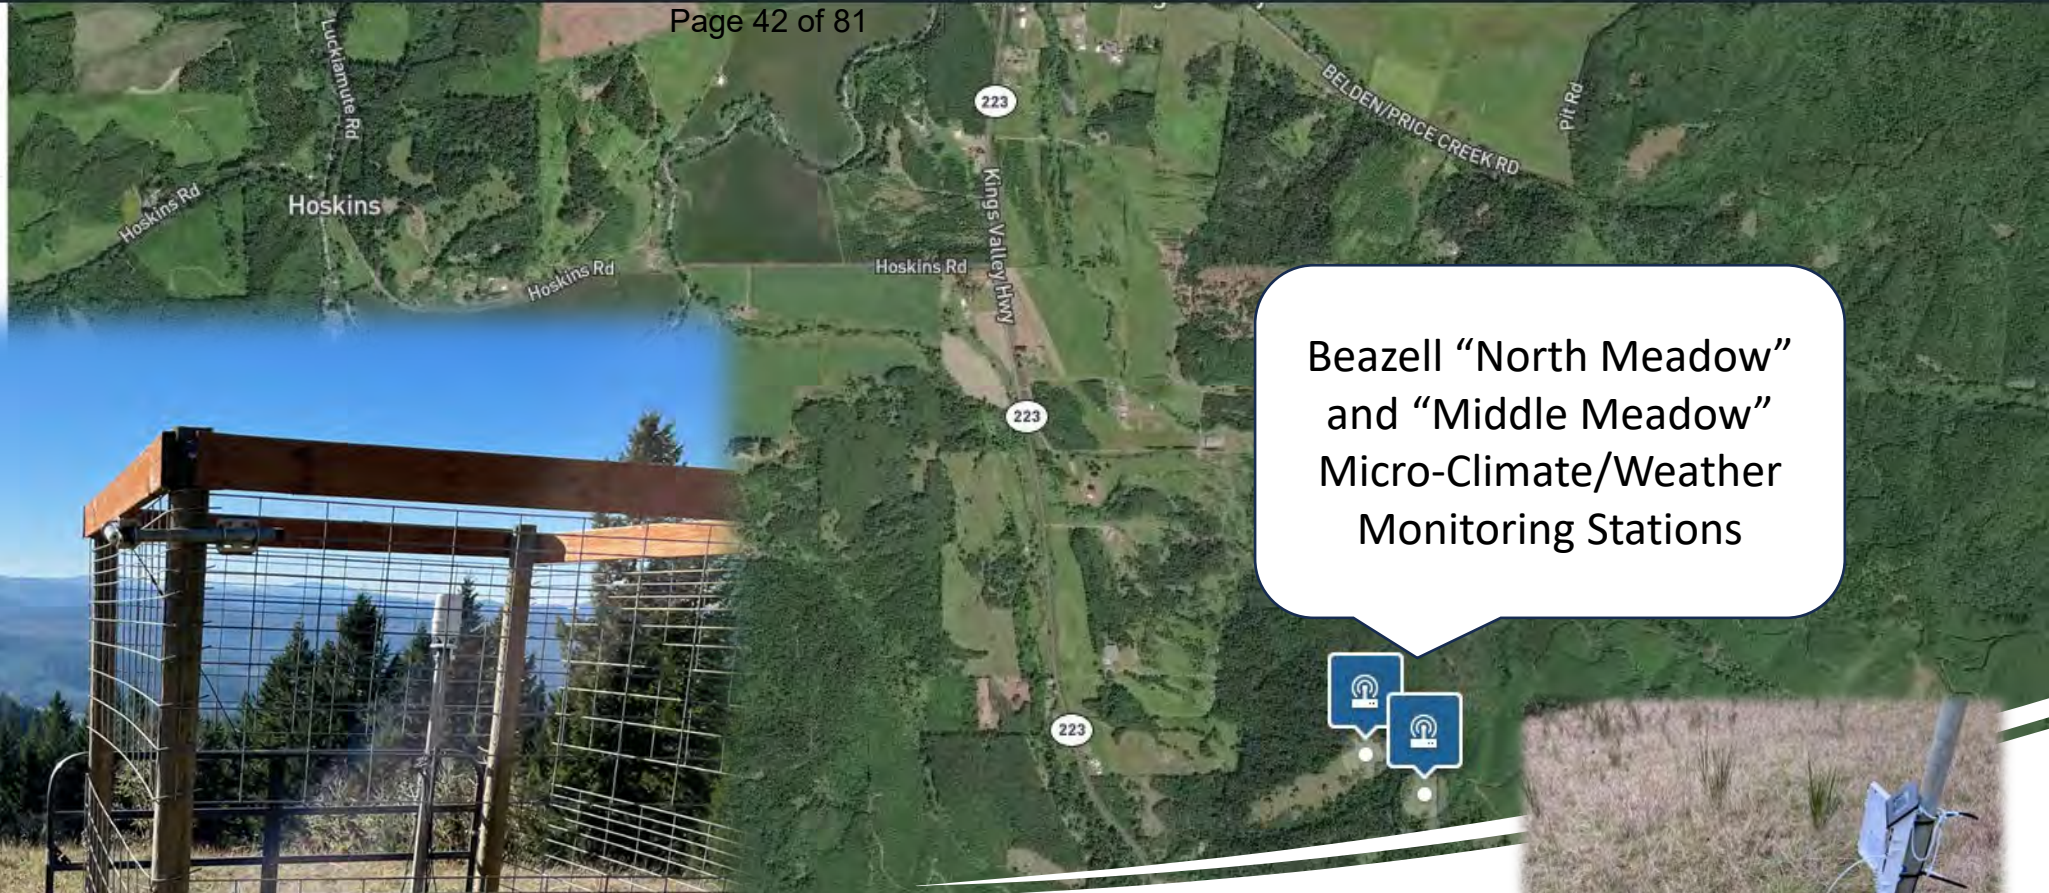 Page 42 of 81
Luckiamute Rd
223
BELDEN/PRICE CREEK RD
Pit Rd
Hoskins Rd
Hoskins
Kings Valley Hwy
Hoskins Rd
Hoskins Rd
Beazell “North Meadow”
and “Middle Meadow”
Micro-Climate/Weather
Monitoring Stations
223
223